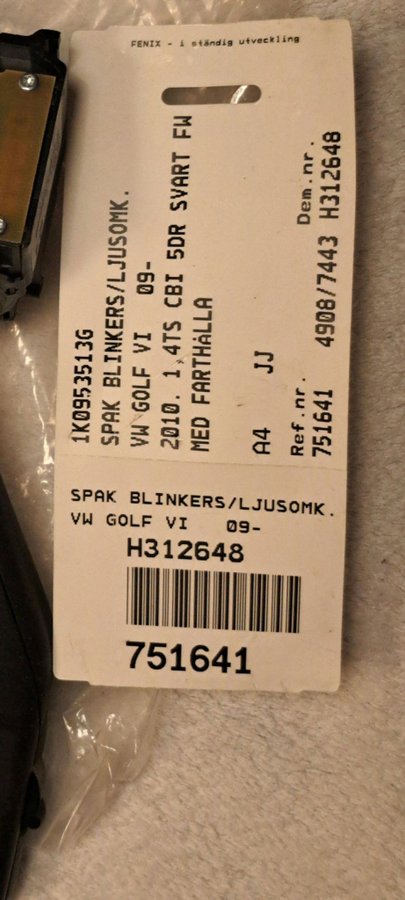 FENIX - i ständig utveckling
1K0953513G
SPAK BLINKERS/LJUSOMK.
VW GOLF VI 09-
2010. 1,4TS CBI 5DR SVART FW
MED FARTHÅLLA
A4 JJ
Ref.nr. Dem.nr.
751641 4908/7443 H312648
SPAK BLINKERS/LJUSOMK.
VW GOLF VI 09-
H312648
751641